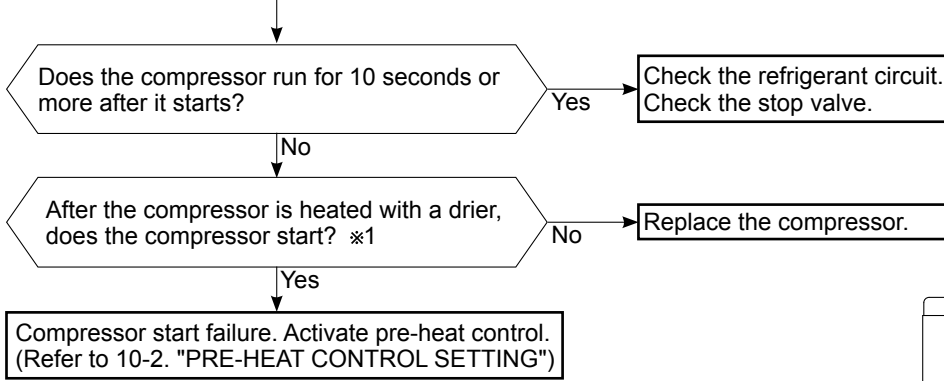 Does the compressor run for 10 seconds or
more after it starts?
Yes
Check the refrigerant circuit.
Check the stop valve.
No
After the compressor is heated with a drier,
does the compressor start? ※1
No
Replace the compressor.
Yes
Compressor start failure. Activate pre-heat control.
(Refer to 10-2. "PRE-HEAT CONTROL SETTING")